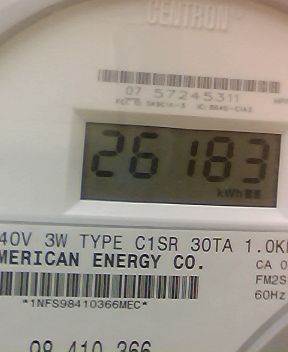 CENTRON
07 57245311
26183
kWh
40V 3W TYPE C1SR 30TA 1.0K
MERICAN ENERGY CO.
CA 0
FM2S
60Hz
*1NFS98410366MEC*
98 410 366